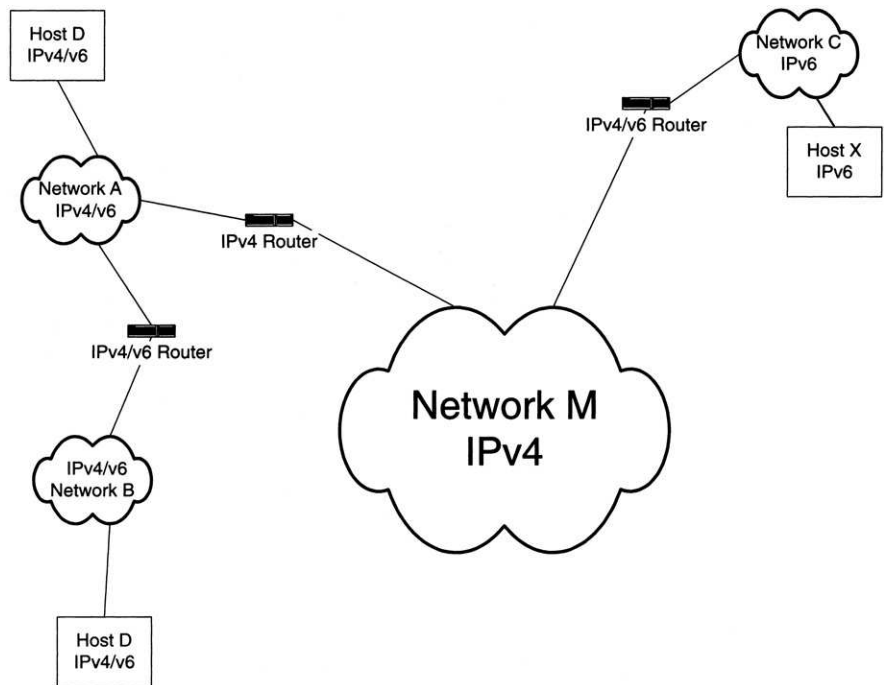 Host D
IPv4/v6
Network C
IPv6
IPv4/v6 Router
Host X
IPv6
Network A
IPv4/v6
IPv4 Router
IPv4/v6 Router
Network M
IPv4
IPv4/v6
Network B
Host D
IPv4/v6